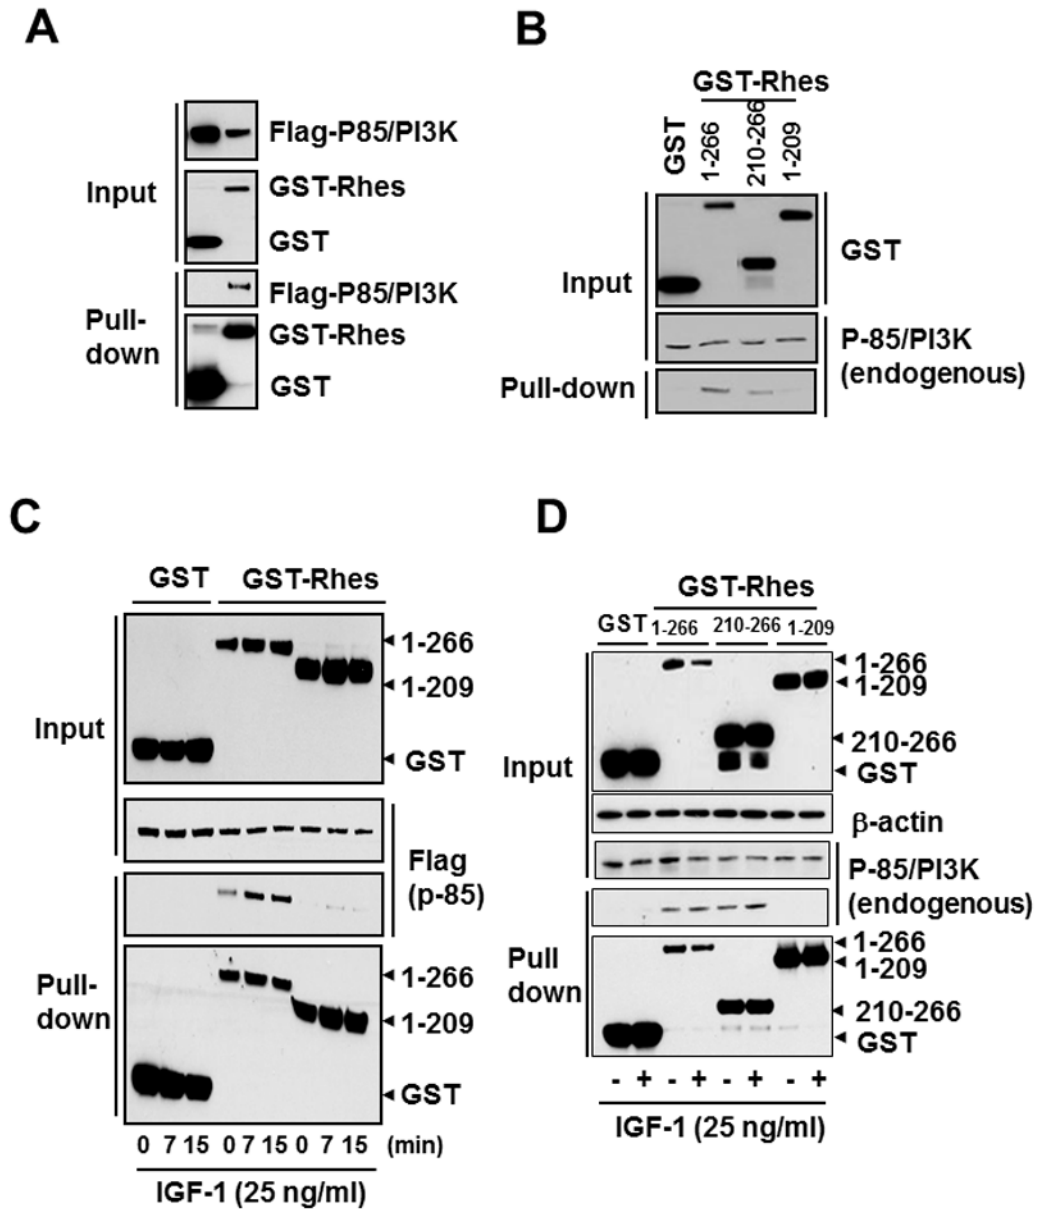 A
Flag-P85/PI3K
Input
GST-Rhes
GST
Flag-P85/PI3K
Pull-
down
GST-Rhes
GST
B
GST-Rhes
GST
1-266
210-266
1-209
Input
GST
P-85/PI3K
(endogenous)
Pull-down
C
GST
GST-Rhes
1-266
1-209
Input
GST
Flag
(p-85)
Pull-
down
1-266
1-209
GST
0 7 15 0 7 15 0 7 15 (min)
IGF-1 (25 ng/ml)
D
GST-Rhes
GST 1-266 210-266 1-209
1-266
1-209
210-266
Input
GST
β-actin
P-85/PI3K
(endogenous)
Pull
down
1-266
1-209
210-266
GST
- + - + - + - +
IGF-1 (25 ng/ml)